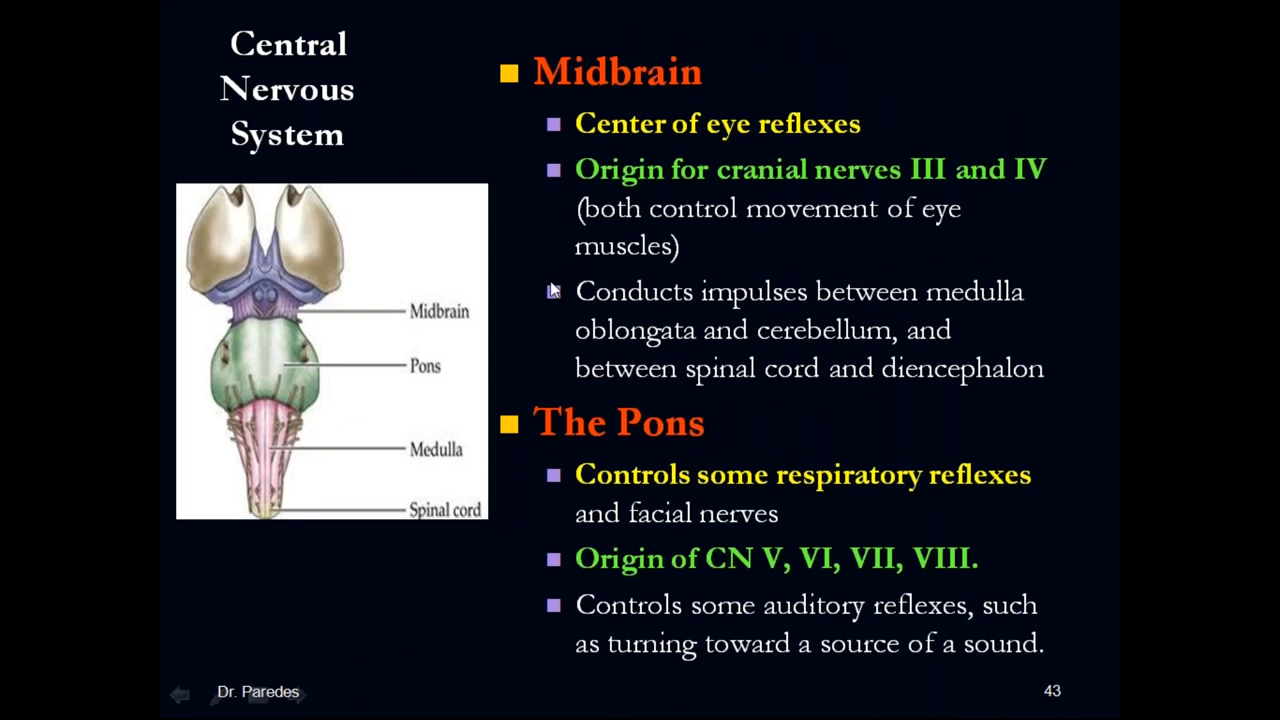 Central
Nervous
System
Midbrain
Pons
Medulla
Spinal cord
Midbrain
Center of eye reflexes
Origin for cranial nerves III and IV
(both control movement of eye
muscles)
Conducts impulses between medulla
oblongata and cerebellum, and
between spinal cord and diencephalon
The Pons
Controls some respiratory reflexes
and facial nerves
Origin of CN V, VI, VII, VIII.
Controls some auditory reflexes, such
as turning toward a source of a sound.
Dr. Paredes
43